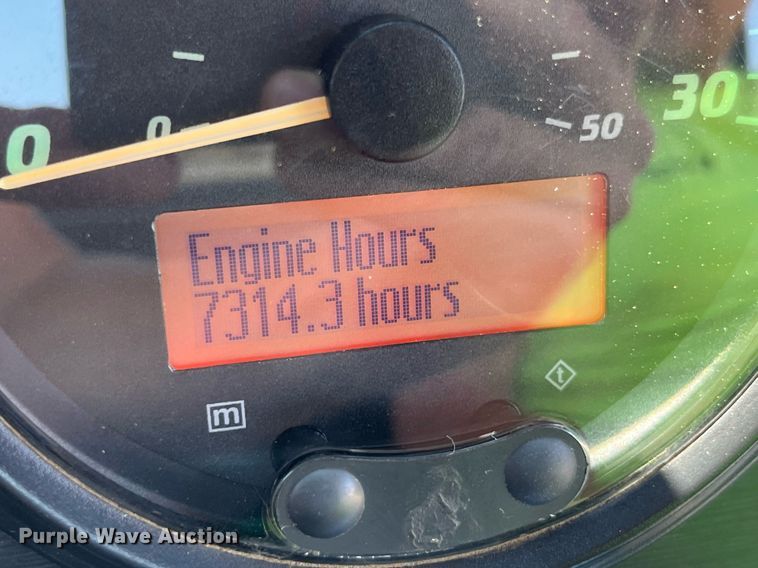 0 0 50 30
Engine Hours
7314.3 hours
m t
Purple Wave Auction